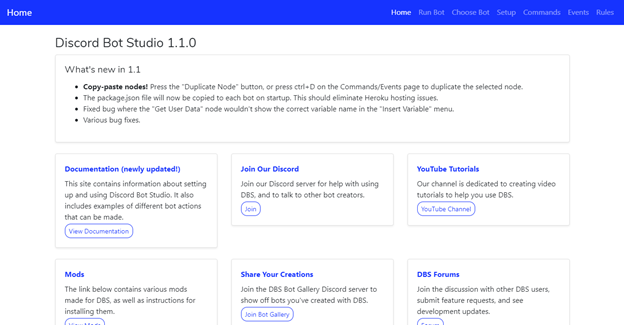 Home
Home Run Bot Choose Bot Setup Commands Events Rules
Discord Bot Studio 1.1.0
What's new in 1.1
Copy-paste nodes! Press the "Duplicate Node" button, or press ctrl+D on the Commands/Events page to duplicate the selected node.
The package.json file will now be copied to each bot on startup. This should eliminate Heroku hosting issues.
Fixed bug where the "Get User Data" node wouldn't show the correct variable name in the "Insert Variable" menu.
Various bug fixes.
Documentation (newly updated!)
This site contains information about setting
up and using Discord Bot Studio. It also
includes examples of different bot actions
that can be made.
View Documentation
Join Our Discord
Join our Discord server for help with using
DBS, and to talk to other bot creators.
Join
YouTube Tutorials
Our channel is dedicated to creating video
tutorials to help you use DBS.
YouTube Channel
Mods
The link below contains various mods
made for DBS, as well as instructions for
installing them.
View Mods
Share Your Creations
Join the DBS Bot Gallery Discord server to
show off bots you've created with DBS.
Join Bot Gallery
DBS Forums
Join the discussion with other DBS users,
submit feature requests, and see
development updates.
Forum